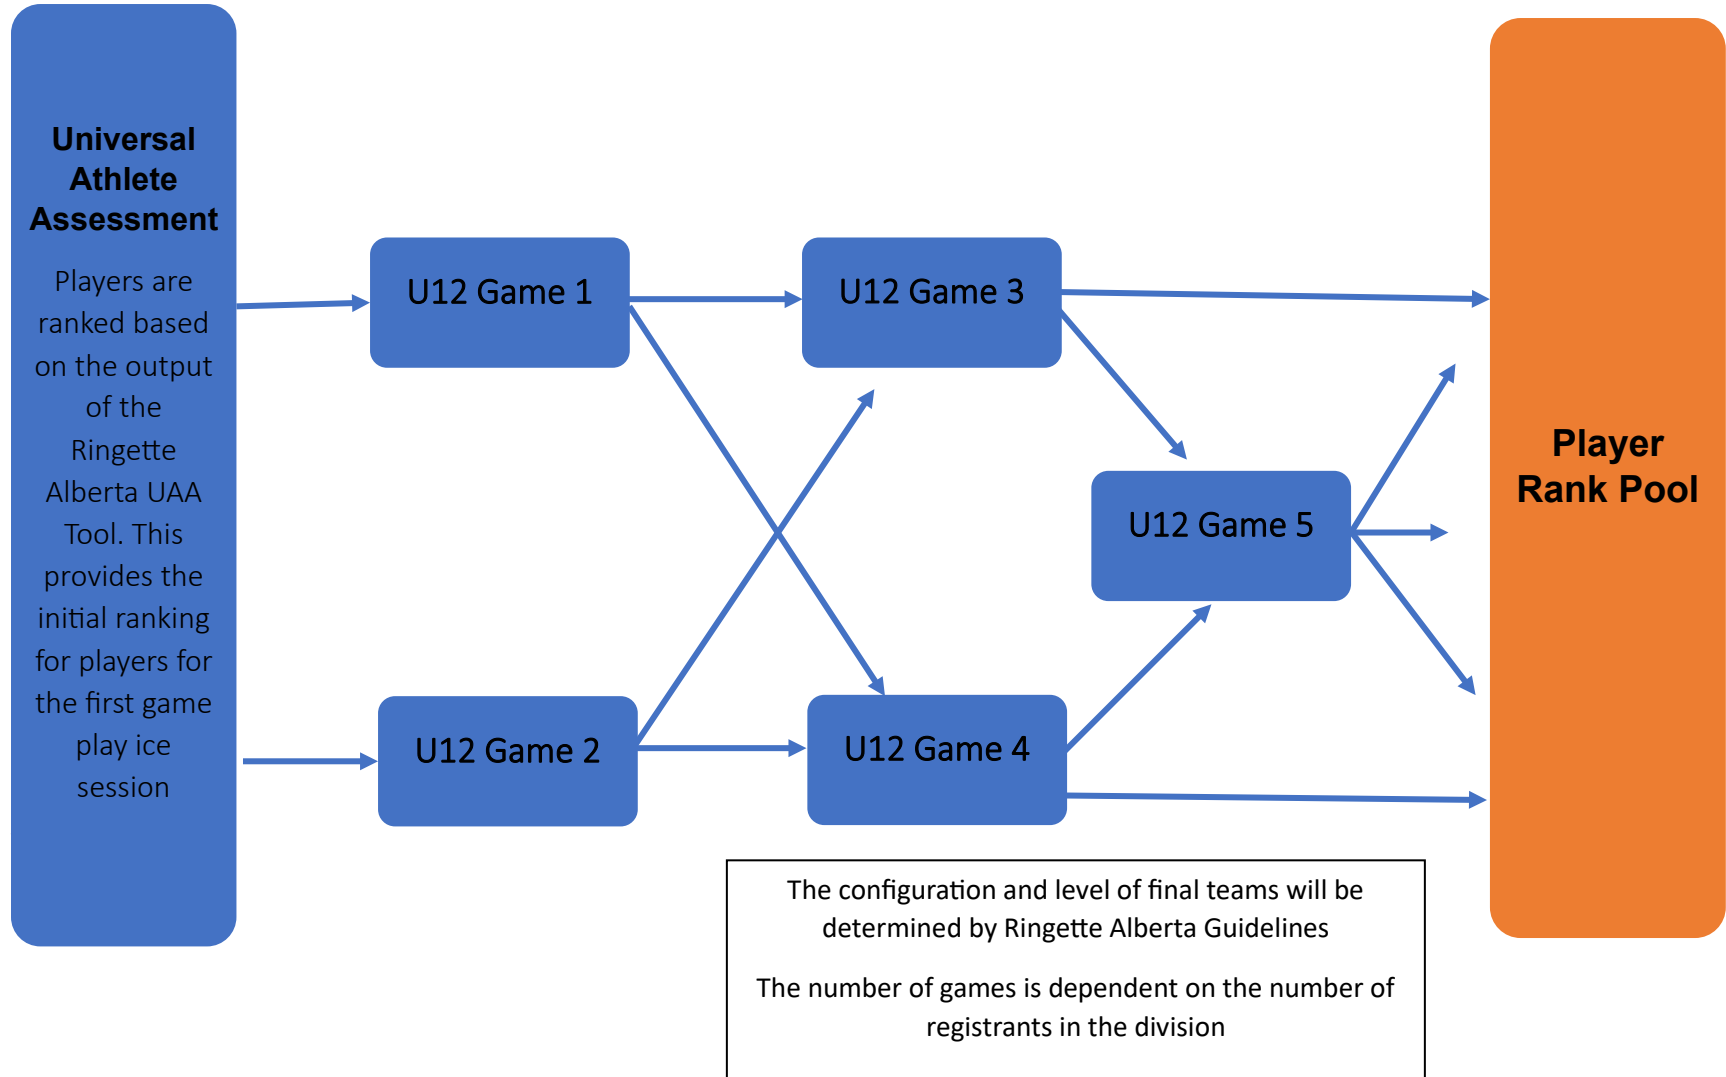 Universal
Athlete
Assessment
Players are
ranked based
on the output
of the
Ringette
Alberta UAA
Tool. This
provides the
initial ranking
for players for
the first game
play ice
session
U12 Game 1
U12 Game 2
U12 Game 3
U12 Game 4
U12 Game 5
Player
Rank Pool
The configuration and level of final teams will be
determined by Ringette Alberta Guidelines
The number of games is dependent on the number of
registrants in the division